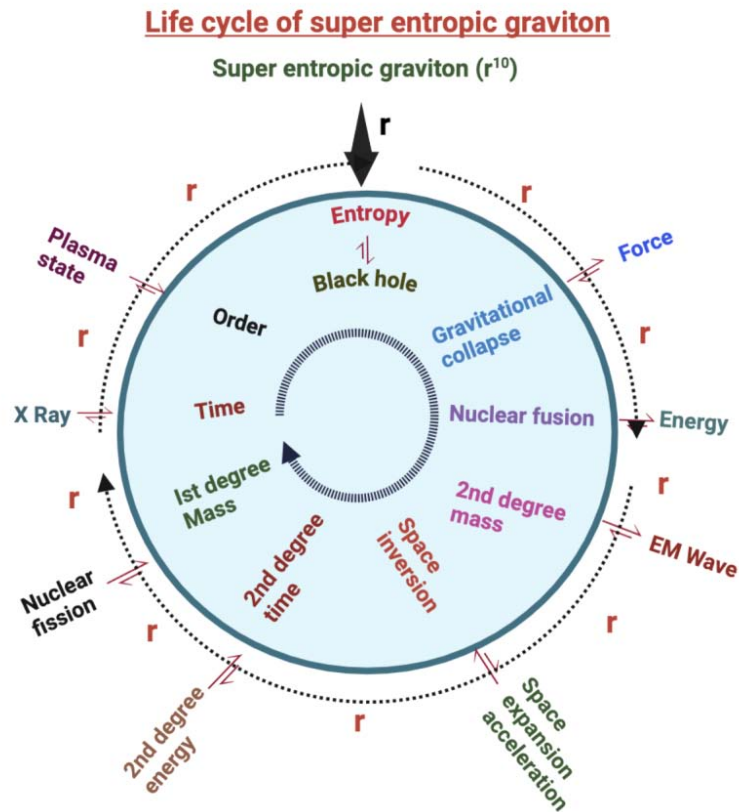 Life cycle of super entropic graviton
Super entropic graviton (r¹⁰)
r
r
r
Entropy
Black hole
Plasma
state
Force
Order
Gravitational
collapse
r
r
X Ray
Time
Nuclear fusion
Energy
Ist degree
Mass
2nd degree
mass
r
r
EM Wave
Space
inversion
2nd degree
time
Nuclear
fission
r
r
2nd degree
energy
r
Space
expansion
acceleration